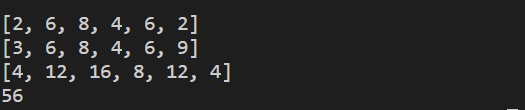 [2, 6, 8, 4, 6, 2]
[3, 6, 8, 4, 6, 9]
[4, 12, 16, 8, 12, 4]
56